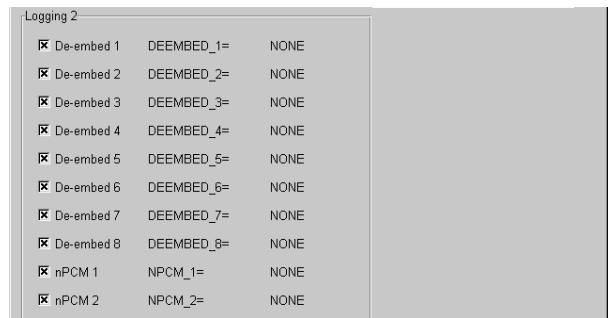 Logging 2
De-embed 1 DEEMBED_1= NONE
De-embed 2 DEEMBED_2= NONE
De-embed 3 DEEMBED_3= NONE
De-embed 4 DEEMBED_4= NONE
De-embed 5 DEEMBED_5= NONE
De-embed 6 DEEMBED_6= NONE
De-embed 7 DEEMBED_7= NONE
De-embed 8 DEEMBED_8= NONE
nPCM 1 NPCM_1= NONE
nPCM 2 NPCM_2= NONE